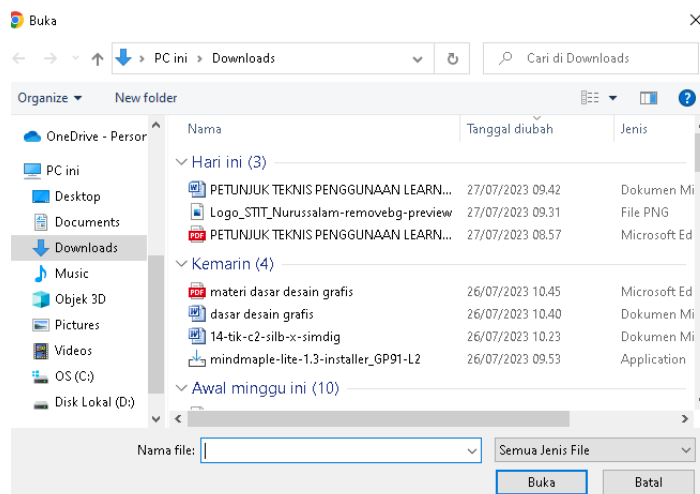 Buka
PC ini > Downloads
Cari di Downloads
Organize
New folder
Nama
Tanggal diubah
Jenis
OneDrive - Person
PC ini
Desktop
Documents
Downloads
Music
Objek 3D
Pictures
Videos
OS (C:)
Disk Lokal (D:)
Hari ini (3)
PETUNJUK TEKNIS PENGGUNAAN LEARN... 27/07/2023 09.42 Dokumen Mi
Logo_STIT_Nurussalam-removebg-preview 27/07/2023 09.31 File PNG
PETUNJUK TEKNIS PENGGUNAAN LEARN... 27/07/2023 08.57 Microsoft Ed
Kemarin (4)
materi dasar desain grafis 26/07/2023 10.45 Microsoft Ed
dasar desain grafis 26/07/2023 10.40 Dokumen Mi
14-tik-c2-silb-x-simdig 26/07/2023 10.23 Dokumen Mi
mindmaple-lite-1.3-installer_GP91-L2 26/07/2023 09.53 Application
Awal minggu ini (10)
Nama file:
Semua Jenis File
Buka
Batal